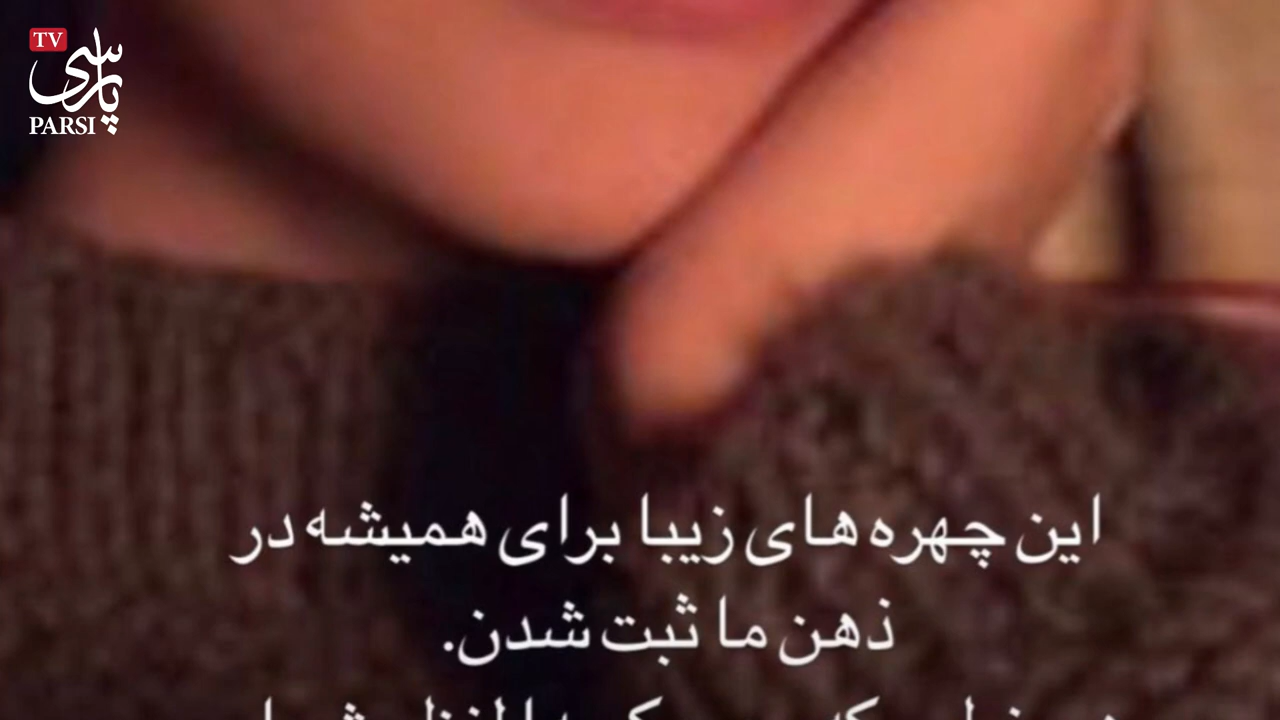 TV
پارسی
PARSI
این چهره های زیبا برای همیشه در
ذهن ما ثبت شدن.